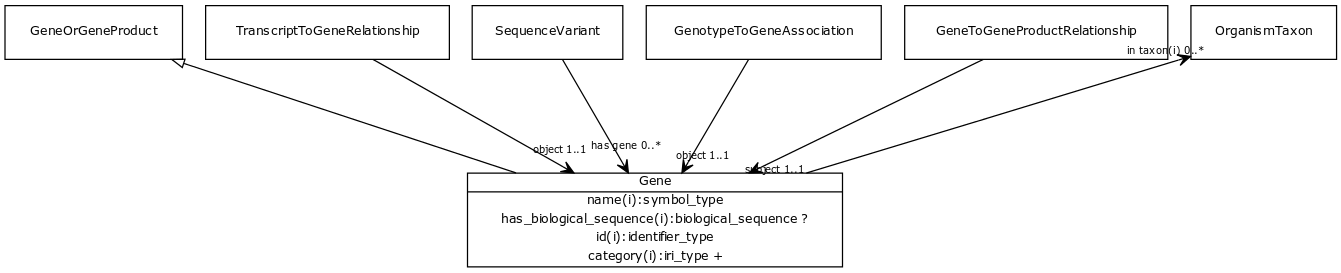 GeneOrGeneProduct
TranscriptToGeneRelationship
SequenceVariant
GenotypeToGeneAssociation
GeneToGeneProductRelationship
OrganismTaxon
in taxon(i) 0..*
object 1..1
has gene 0..*
object 1..1
subject 1..1
Gene
name(i):symbol_type
has_biological_sequence(i):biological_sequence ?
id(i):identifier_type
category(i):iri_type +